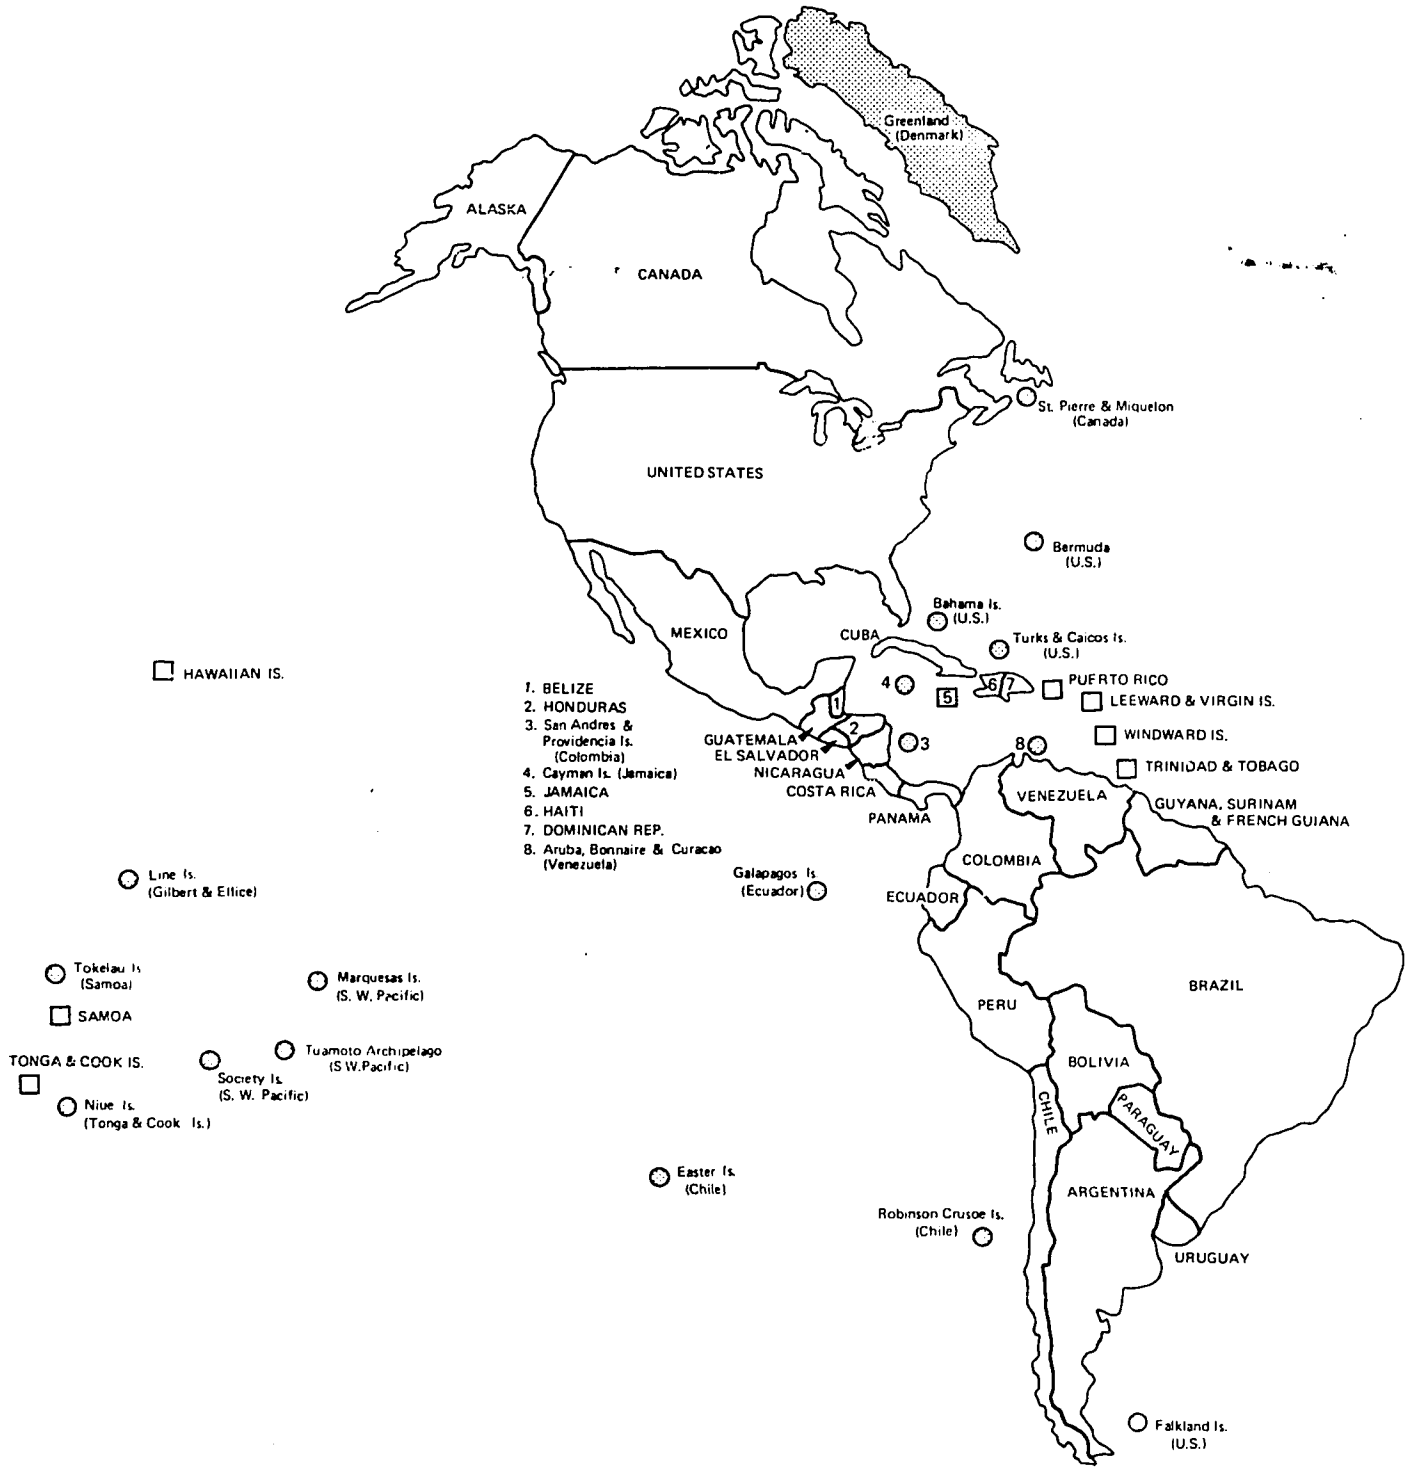 Greenland
(Denmark)
ALASKA
CANADA
St. Pierre & Miquelon
(Canada)
UNITED STATES
Bermuda
(U.S.)
Bahama Is.
(U.S.)
CUBA
Turks & Caicos Is.
(U.S.)
MEXICO
HAWAIIAN IS.
4
5
6
7
PUERTO RICO
LEEWARD & VIRGIN IS.
1
2
3
8
WINDWARD IS.
TRINIDAD & TOBAGO
1. BELIZE
2. HONDURAS
3. San Andres &
Providencia Is.
(Colombia)
4. Cayman Is. (Jamaica)
5. JAMAICA
6. HAITI
7. DOMINICAN REP.
8. Aruba, Bonnaire & Curacao
(Venezuela)
GUATEMALA
EL SALVADOR
NICARAGUA
COSTA RICA
PANAMA
VENEZUELA
GUYANA, SURINAM
& FRENCH GUIANA
COLOMBIA
Galapagos Is.
(Ecuador)
ECUADOR
Line Is.
(Gilbert & Ellice)
Tokelau Is
(Samoa)
Marquesas Is.
(S. W. Pacific)
SAMOA
PERU
BRAZIL
TONGA & COOK IS.
Tuamoto Archipelago
(S W.Pacific)
Society Is.
(S. W. Pacific)
Niue Is.
(Tonga & Cook Is.)
BOLIVIA
CHILE
PARAGUAY
Easter Is.
(Chile)
ARGENTINA
Robinson Crusoe Is.
(Chile)
URUGUAY
Falkland Is.
(U.S.)